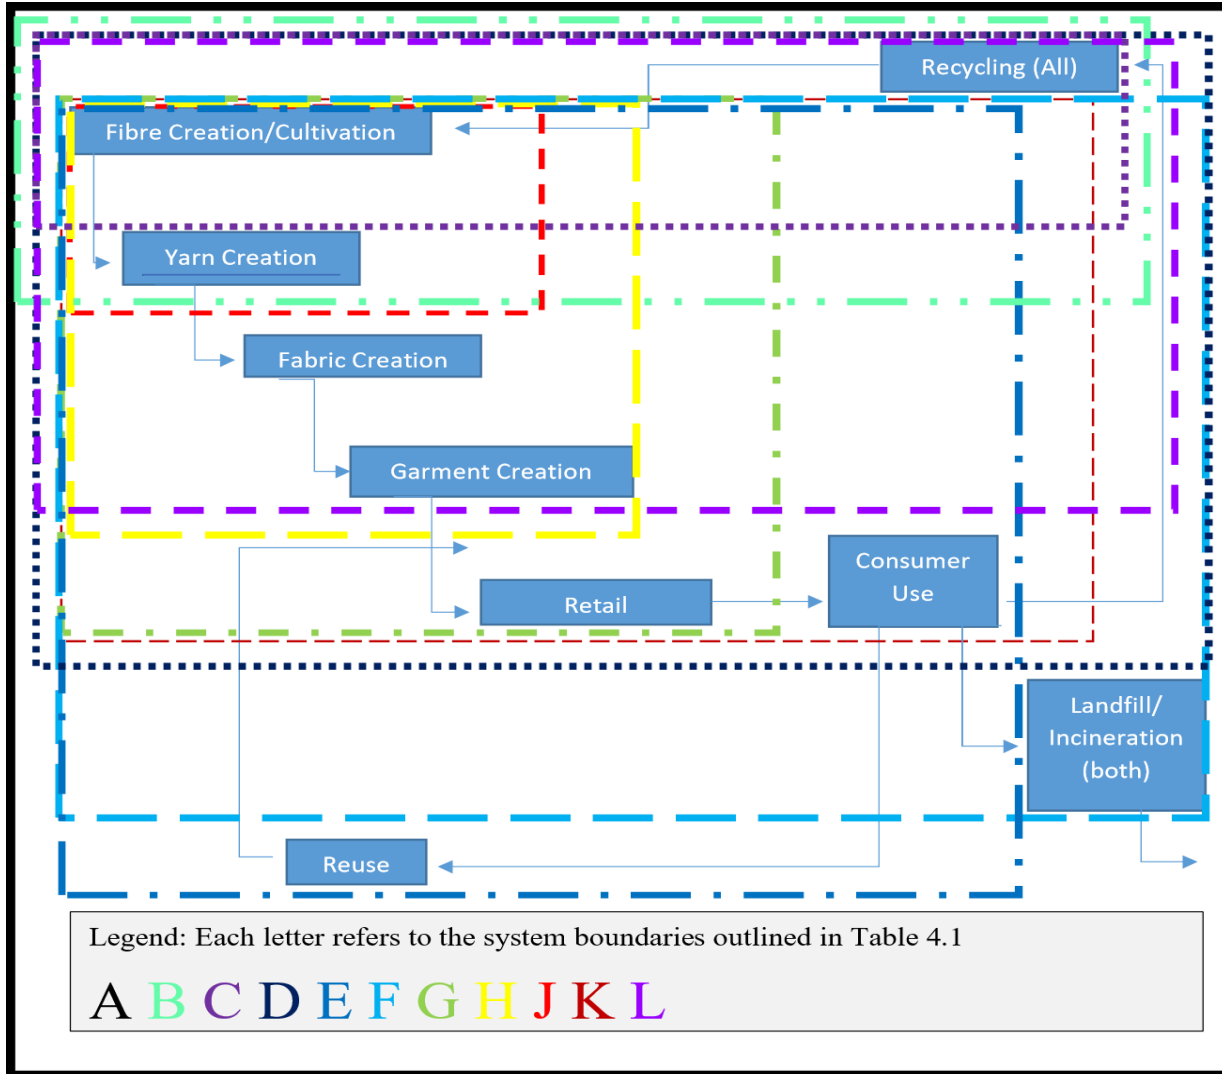 Recycling (All)
Fibre Creation/Cultivation
Yarn Creation
Fabric Creation
Garment Creation
Consumer
Use
Retail
Landfill/
Incineration
(both)
Reuse
Legend: Each letter refers to the system boundaries outlined in Table 4.1
A B C D E F G H J K L